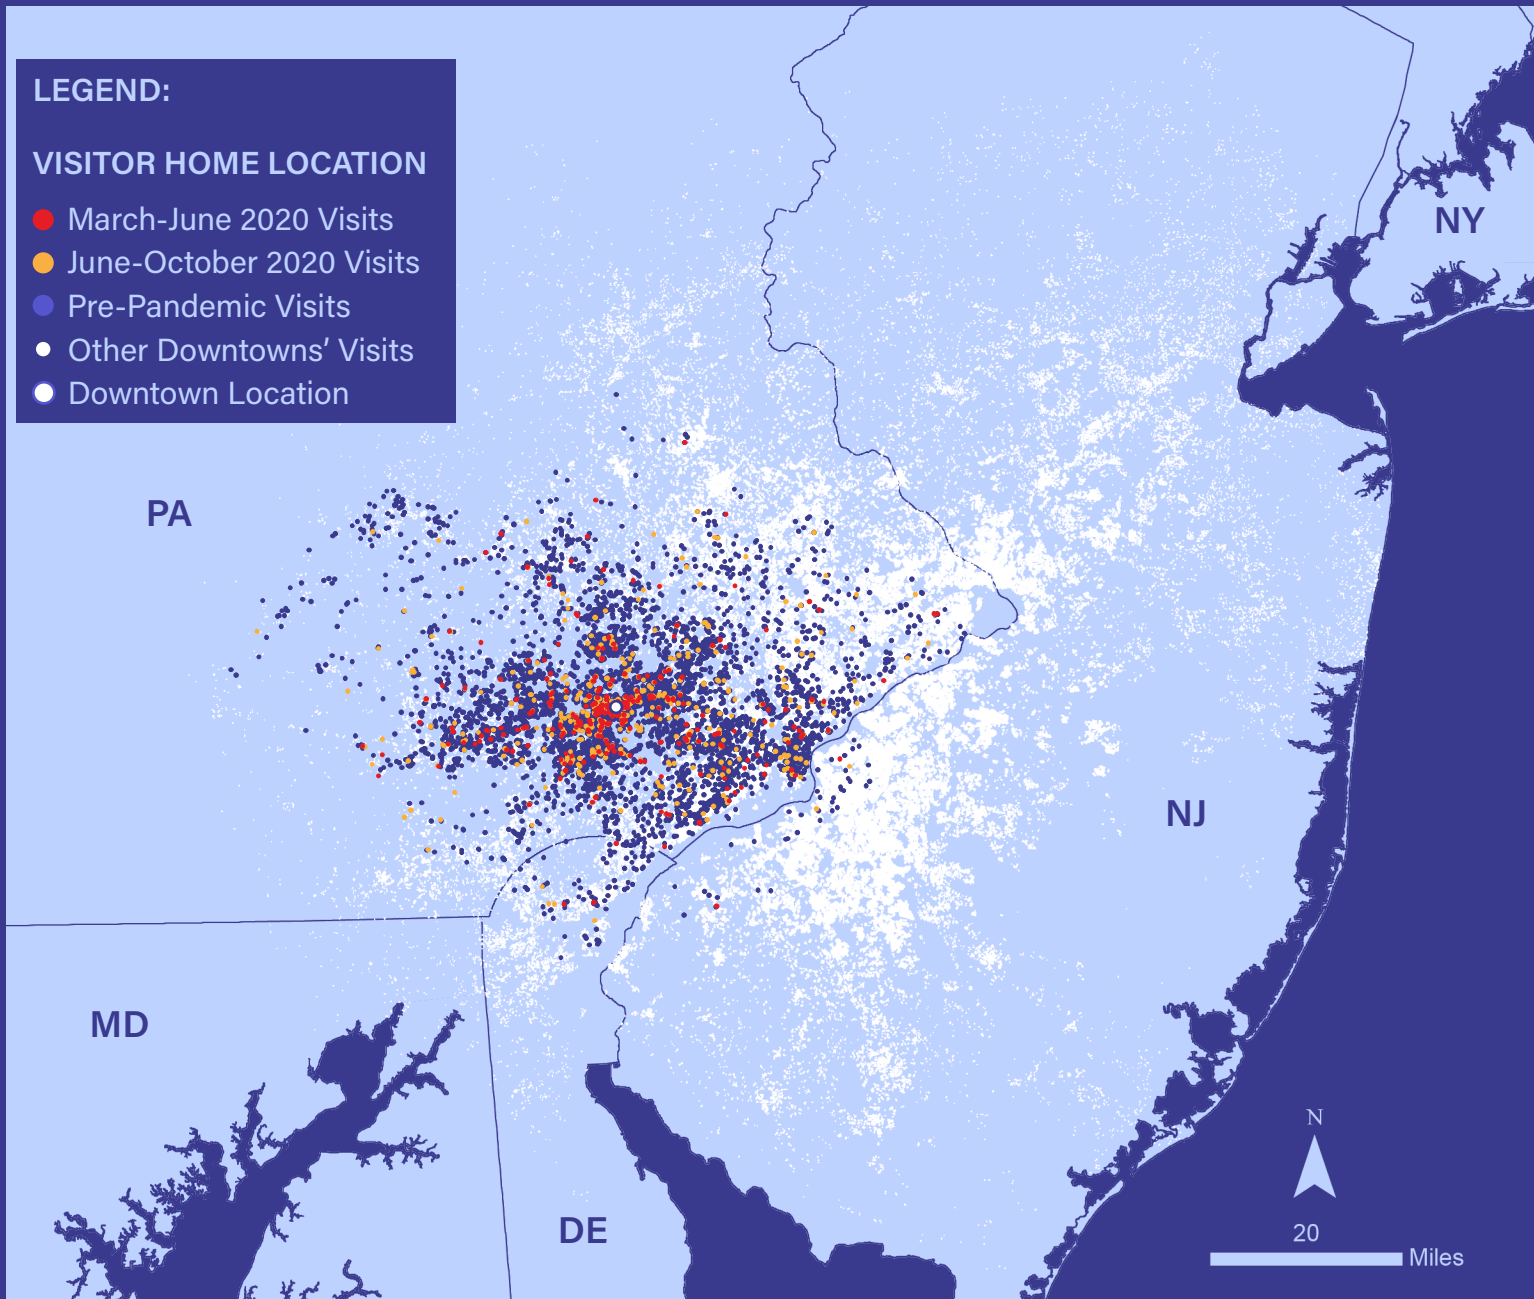 LEGEND:
VISITOR HOME LOCATION
March-June 2020 Visits
June-October 2020 Visits
Pre-Pandemic Visits
Other Downtowns’ Visits
Downtown Location
NY
PA
NJ
MD
N
DE
20
Miles